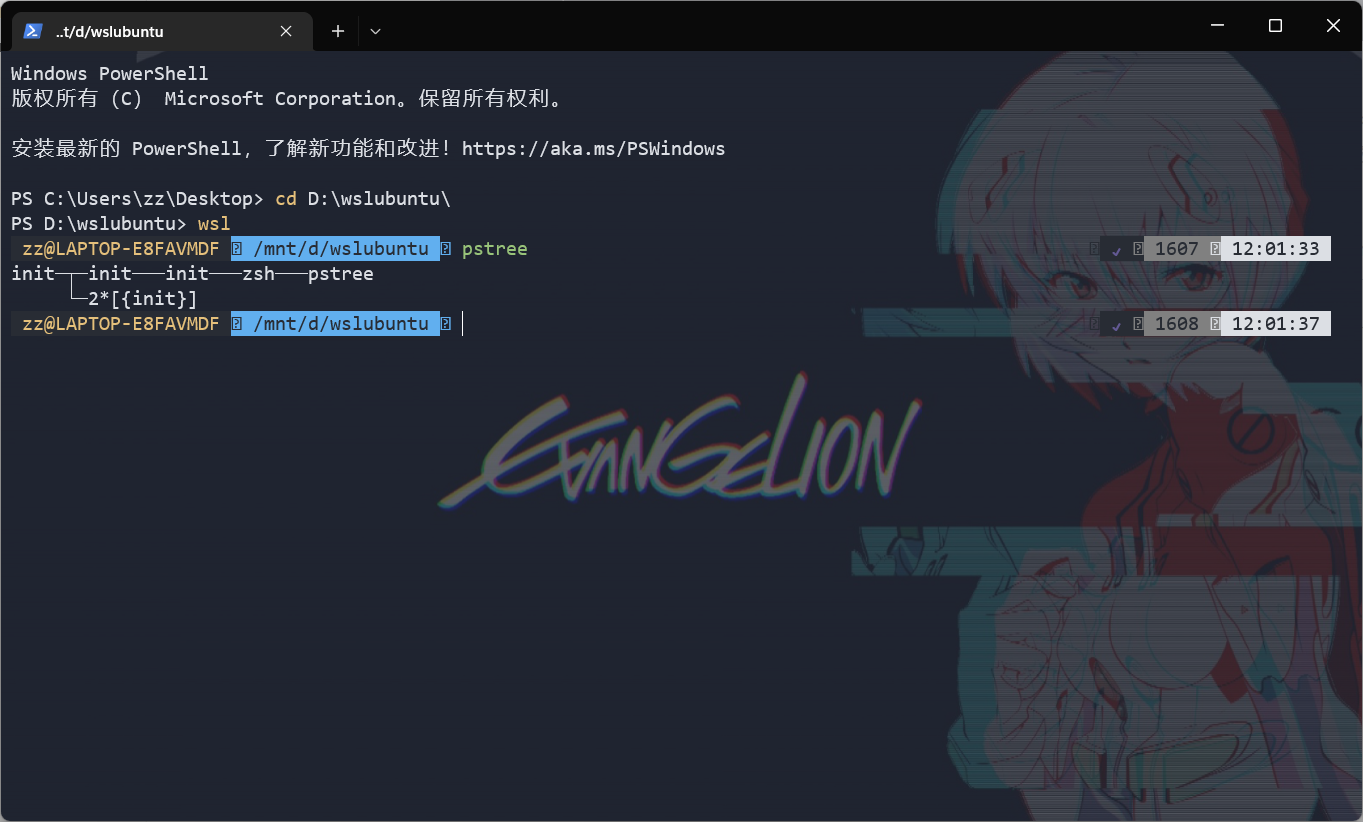 ..t/d/wslubuntu
Windows PowerShell
版权所有 (C)  Microsoft Corporation。保留所有权利。
安装最新的 PowerShell，了解新功能和改进！https://aka.ms/PSWindows
PS C:\Users\zz\Desktop> cd D:\wslubuntu\
PS D:\wslubuntu> wsl
zz@LAPTOP-E8FAVMDF /mnt/d/wslubuntu pstree ✓ 1607 12:01:33
init─┬─init───init───zsh───pstree
     └─2*[{init}]
zz@LAPTOP-E8FAVMDF /mnt/d/wslubuntu ✓ 1608 12:01:37
EVANGELION